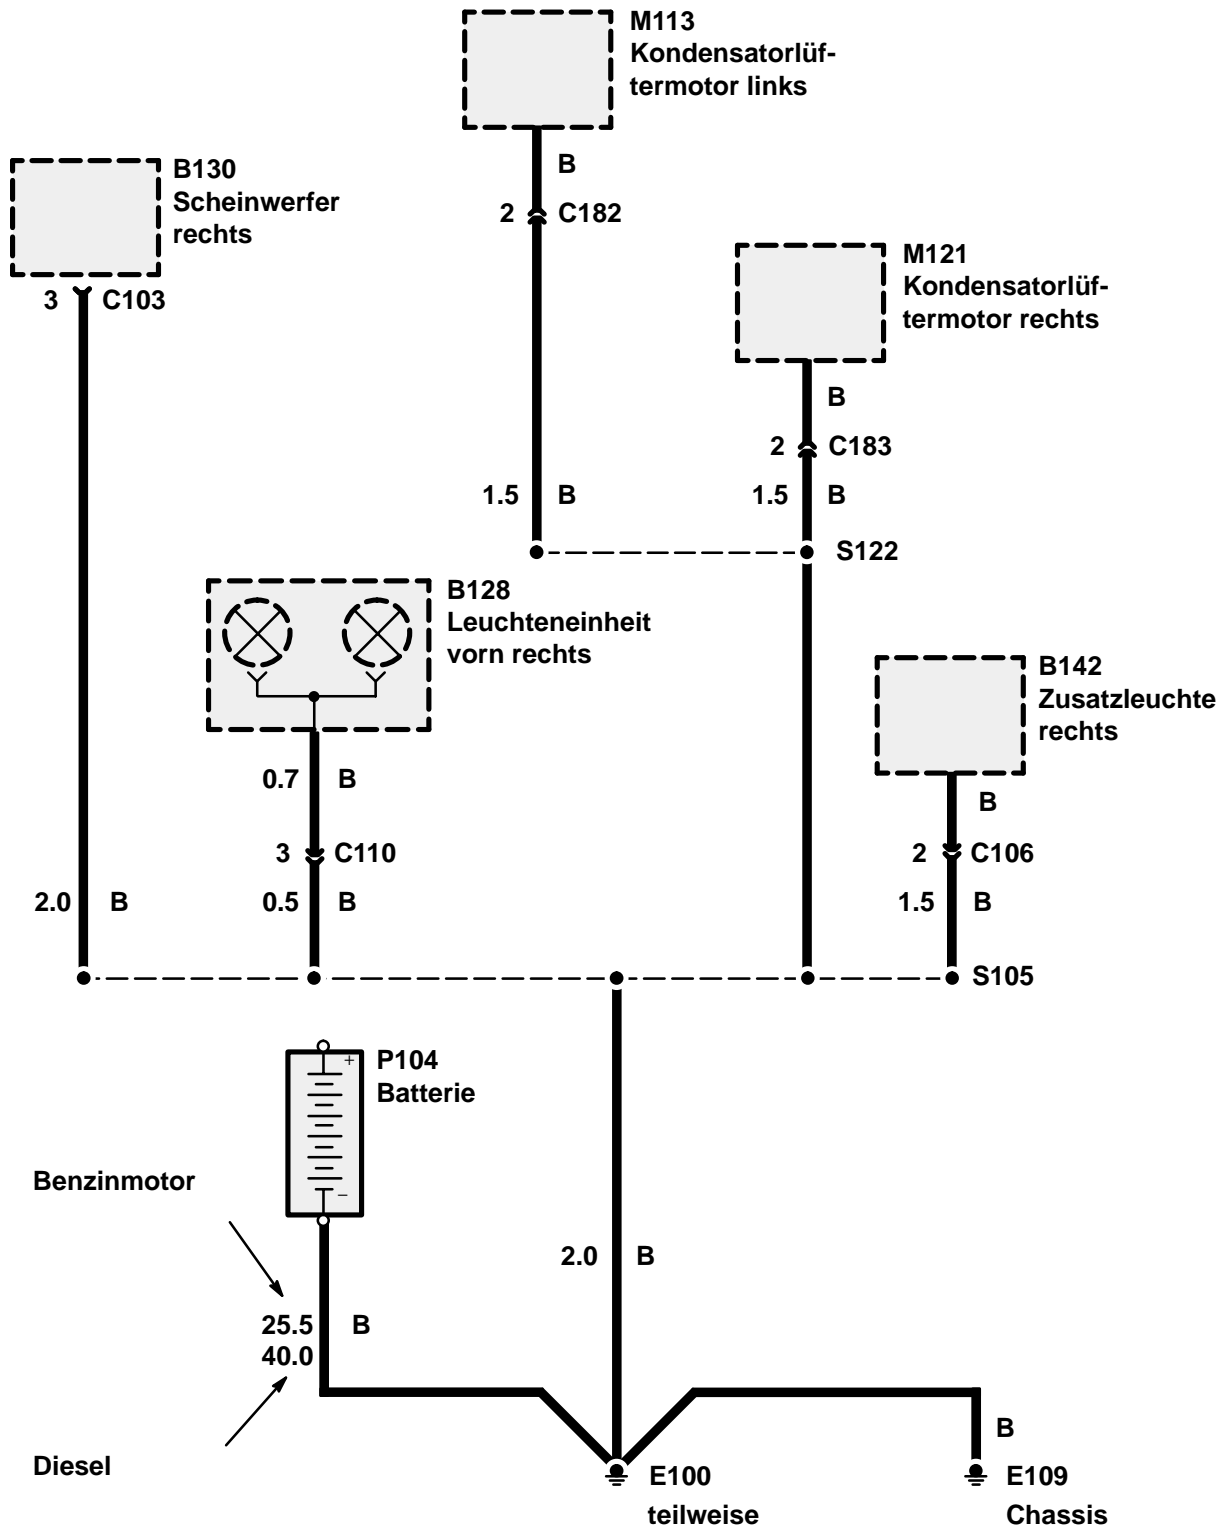 M113
Kondensatorlüf-
termotor links
B
2 C182
B130
Scheinwerfer
rechts
3 C103
M121
Kondensatorlüf-
termotor rechts
B
2 C183
1.5 B
1.5 B
S122
B128
Leuchteneinheit
vorn rechts
B142
Zusatzleuchte
rechts
0.7 B
B
3 C110
2 C106
2.0 B
0.5 B
1.5 B
S105
P104
Batterie
+
−
Benzinmotor
2.0 B
25.5 B
40.0
B
Diesel
E100
teilweise
E109
Chassis